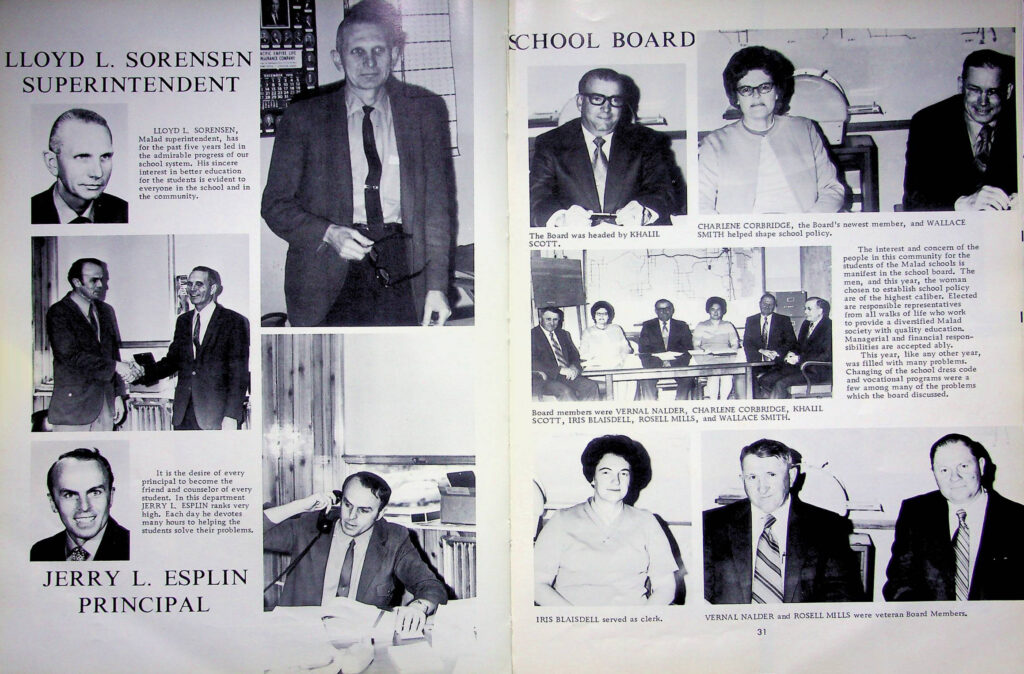 LLOYD L. SORENSEN
SUPERINTENDENT
LLOYD L. SORENSEN,
Malad superintendent, has
for the past five years led in
the admirable progress of our
school system. His sincere
interest in better education
for the students is evident to
everyone in the school and in
the community.
PACIFIC EMPIRE LIFE
INSURANCE COMPANY
It is the desire of every
principal to become the
friend and counselor of every
student. In this department
JERRY L. ESPLIN ranks very
high. Each day he devotes
many hours to helping the
students solve their problems.
JERRY L. ESPLIN
PRINCIPAL
SCHOOL BOARD
The Board was headed by KHALIL
SCOTT.
CHARLENE CORBRIDGE, the Board's newest member, and WALLACE
SMITH helped shape school policy.
The interest and concern of the
people in this community for the
students of the Malad schools is
manifest in the school board. The
men, and this year, the woman
chosen to establish school policy
are of the highest caliber. Elected
are responsible representatives
from all walks of life who work
to provide a diversified Malad
society with quality education.
Managerial and financial respon-
sibilities are accepted ably.
This year, like any other year,
was filled with many problems.
Changing of the school dress code
and vocational programs were a
few among many of the problems
which the board discussed.
Board members were VERNAL NALDER, CHARLENE CORBRIDGE, KHALIL
SCOTT, IRIS BLAISDELL, ROSELL MILLS, and WALLACE SMITH.
IRIS BLAISDELL served as clerk.
VERNAL NALDER and ROSELL MILLS were veteran Board Members.
31